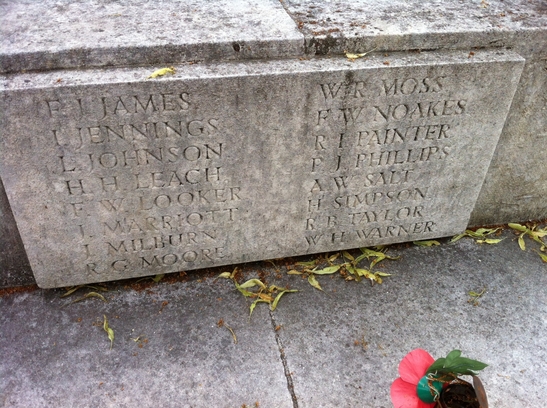 F J JAMES
J JENNINGS
L JOHNSON
H H LEACH
F W LOOKER
J MARRIOTT
J MILBURN
R G MOORE
W R MOSS
F W NOAKES
R I PAINTER
P J PHILLIPS
A W SALT
H SIMPSON
R B TAYLOR
W H WARNER